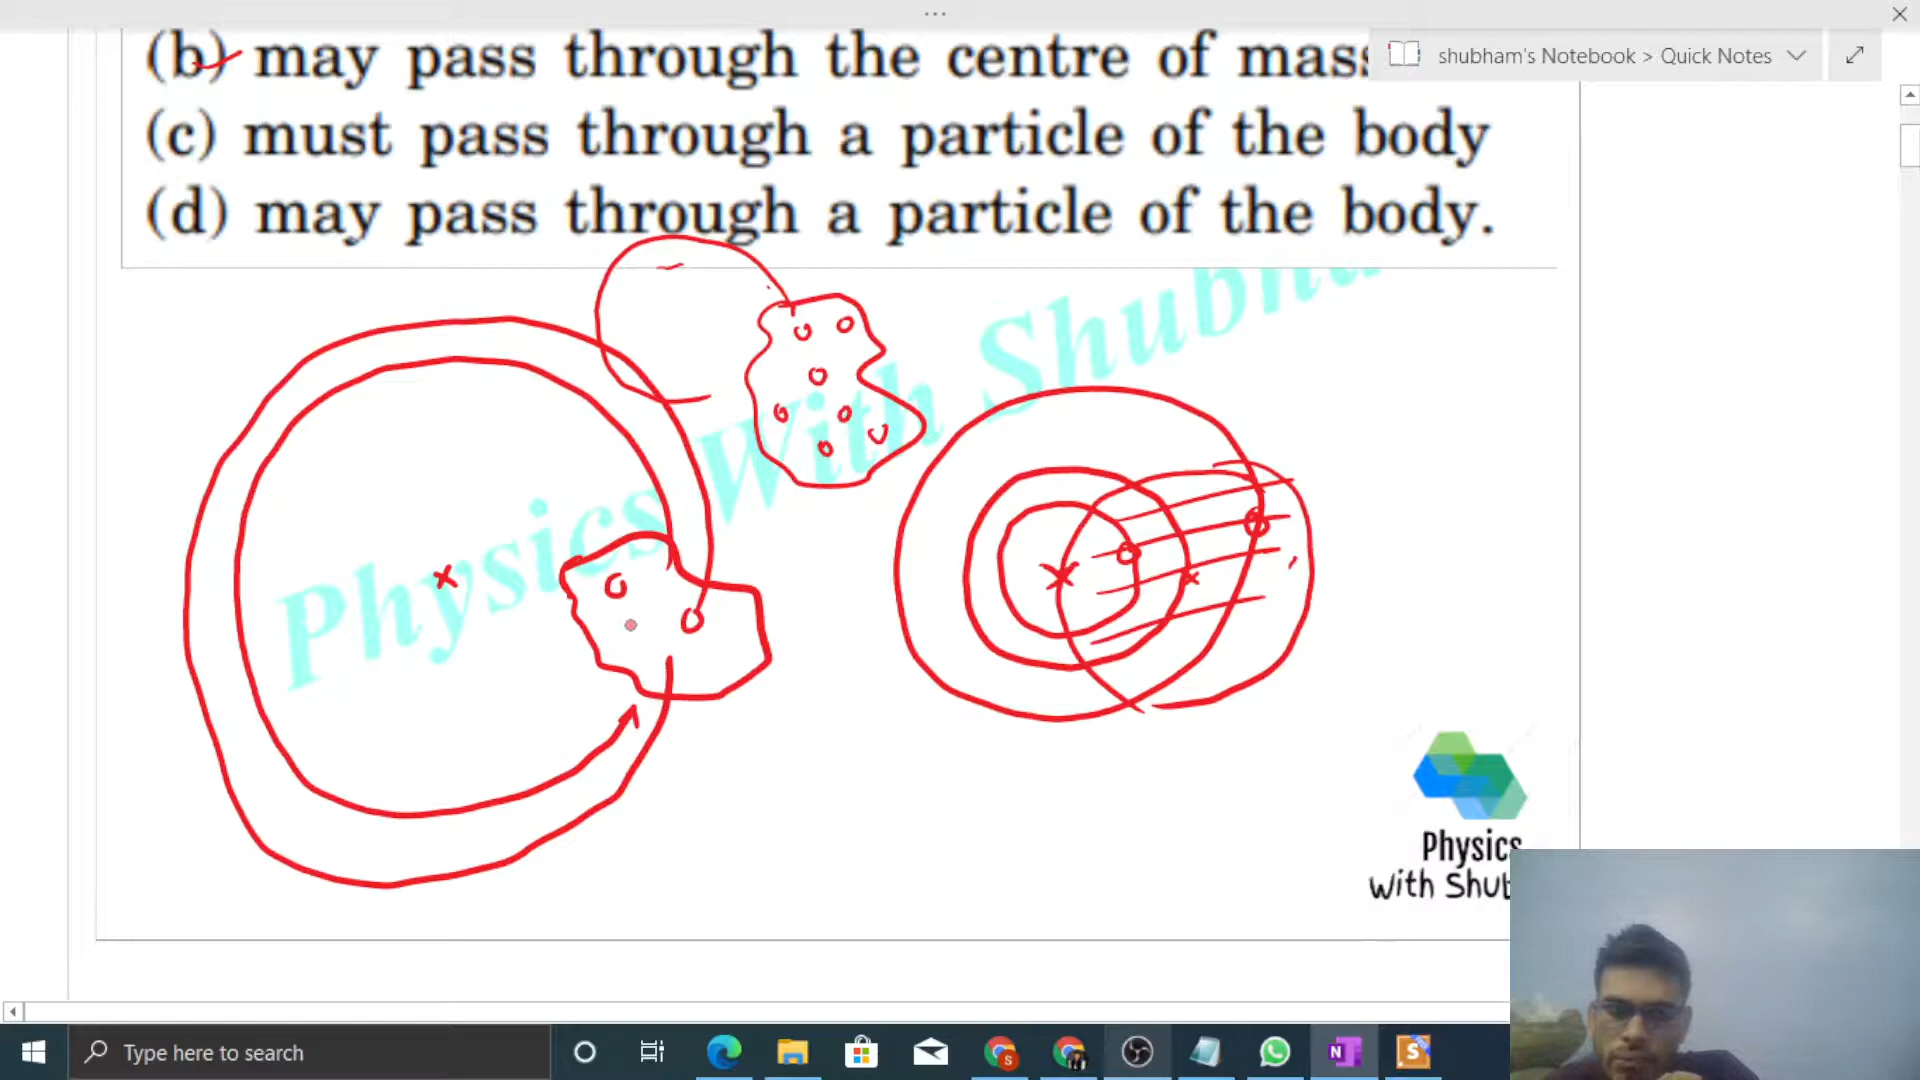 (b) may pass through the centre of mass
shubham's Notebook > Quick Notes
(c) must pass through a particle of the body
(d) may pass through a particle of the body.
Physics With Shubha
Physics
With Shub
Type here to search